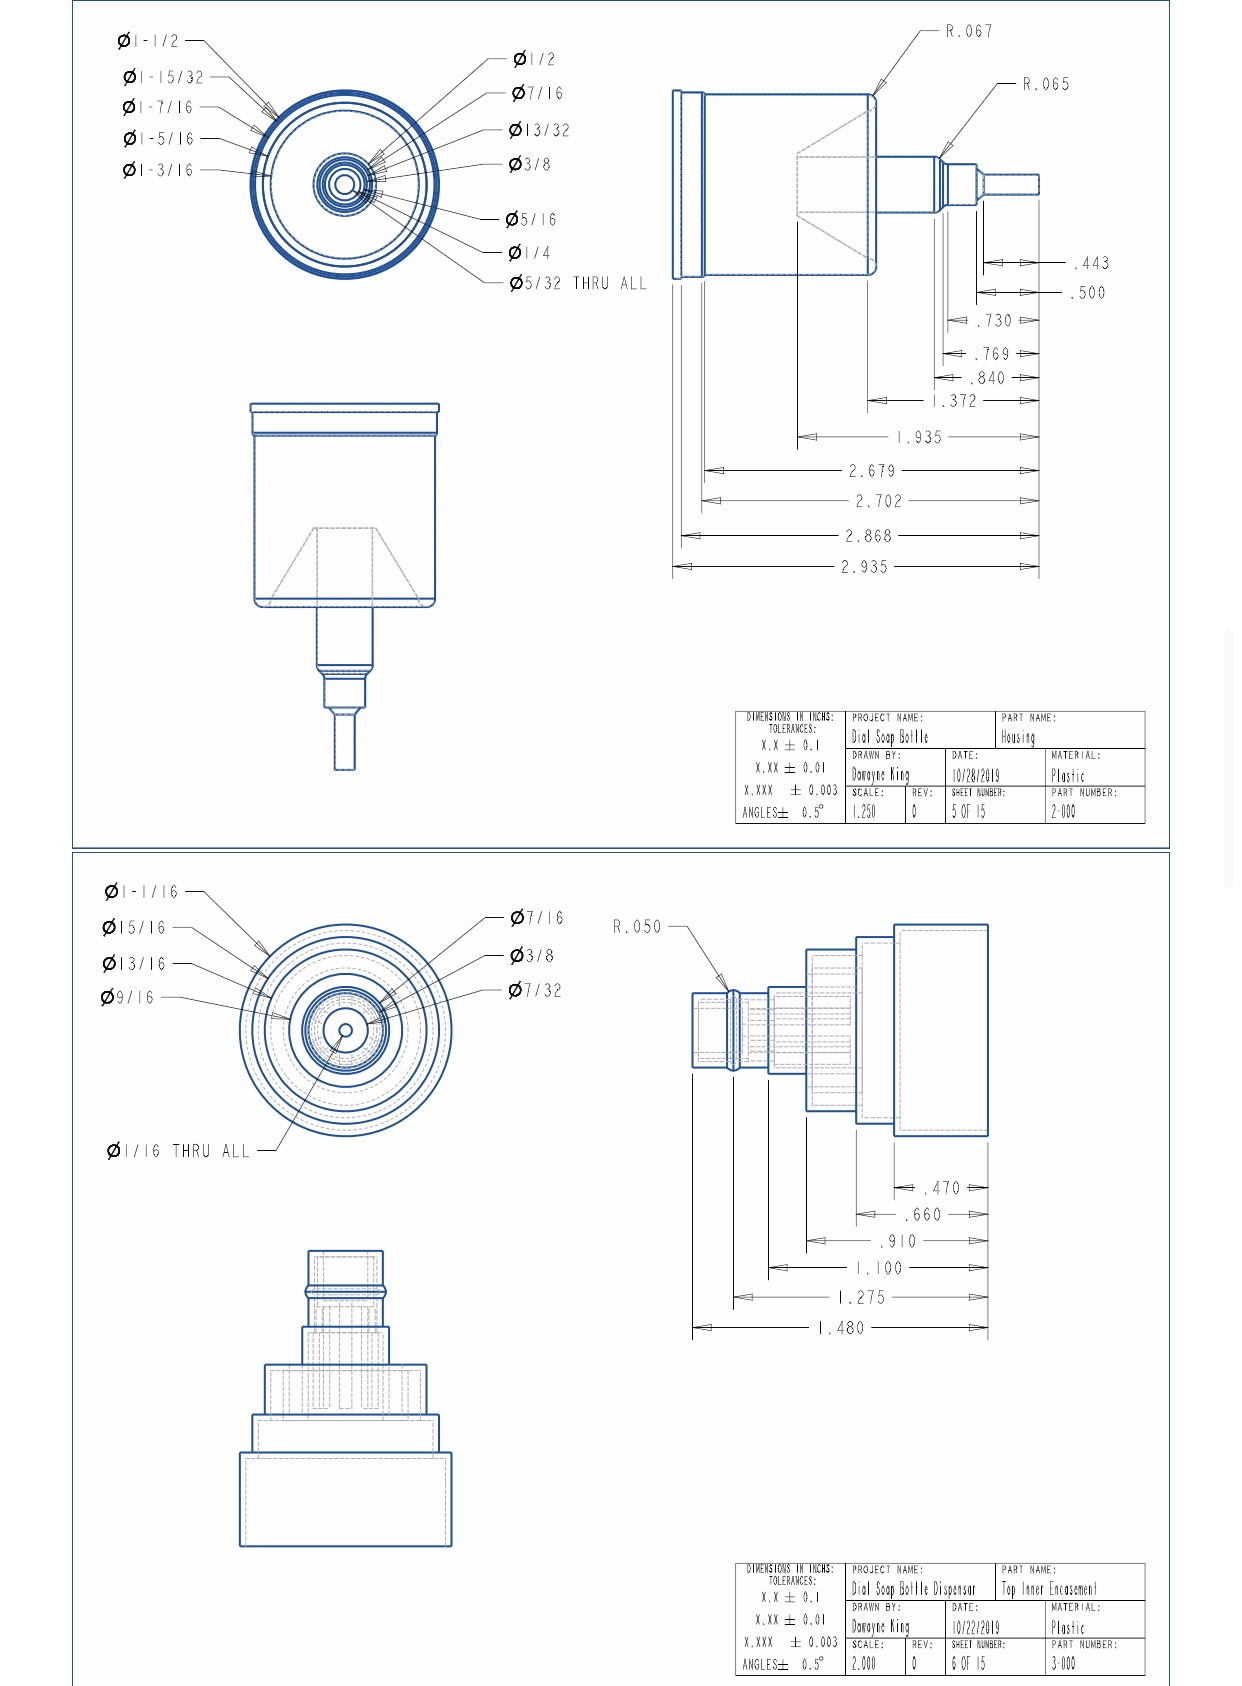 Ø1-1/2
Ø1-15/32
Ø1-7/16
Ø1-5/16
Ø1-3/16
Ø1/2
Ø7/16
Ø13/32
Ø3/8
Ø5/16
Ø1/4
Ø5/32 THRU ALL
R.067
R.065
.443
.500
.730
.769
.840
1.372
1.935
2.679
2.702
2.868
2.935
DIMENSIONS IN INCHS:
TOLERANCES:
X.X ± 0.1
X.XX ± 0.01
X.XXX ± 0.003
ANGLES± 0.5°
PROJECT NAME:
Dial Soap Bottle
PART NAME:
Housing
DRAWN BY:
Dawayne King
DATE:
10/28/2019
MATERIAL:
Plastic
SCALE:
1.250
REV:
0
SHEET NUMBER:
5 OF 15
PART NUMBER:
2-000
Ø1-1/16
Ø15/16
Ø13/16
Ø9/16
Ø7/16
Ø3/8
Ø7/32
Ø1/16 THRU ALL
R.050
.470
.660
.910
1.100
1.275
1.480
DIMENSIONS IN INCHS:
TOLERANCES:
X.X ± 0.1
X.XX ± 0.01
X.XXX ± 0.003
ANGLES± 0.5°
PROJECT NAME:
Dial Soap Bottle Dispensar
PART NAME:
Top Inner Encasement
DRAWN BY:
Dawoyne King
DATE:
10/22/2019
MATERIAL:
Plastic
SCALE:
2.000
REV:
0
SHEET NUMBER:
6 OF 15
PART NUMBER:
3-000